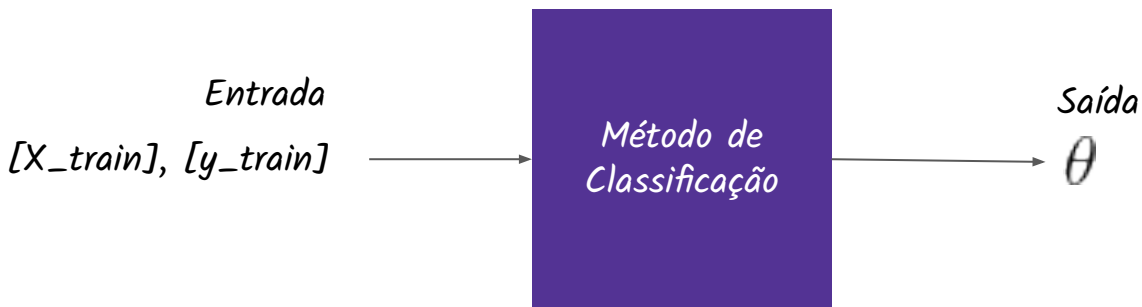 Entrada
[X_train], [y_train]
Método de
Classificação
Saída
θ